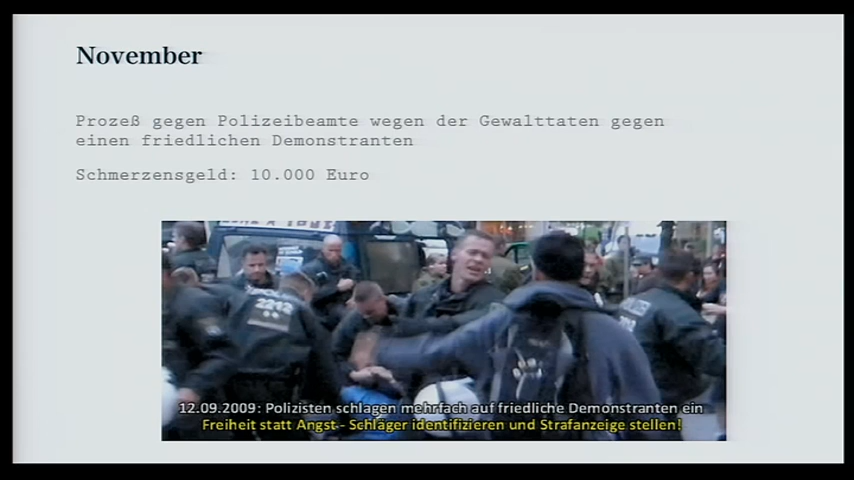 November
Prozeß gegen Polizeibeamte wegen der Gewalttaten gegen
einen friedlichen Demonstranten
Schmerzensgeld: 10.000 Euro
2212
12.09.2009: Polizisten schlagen mehrfach auf friedliche Demonstranten ein
Freiheit statt Angst - Schläger identifizieren und Strafanzeige stellen!